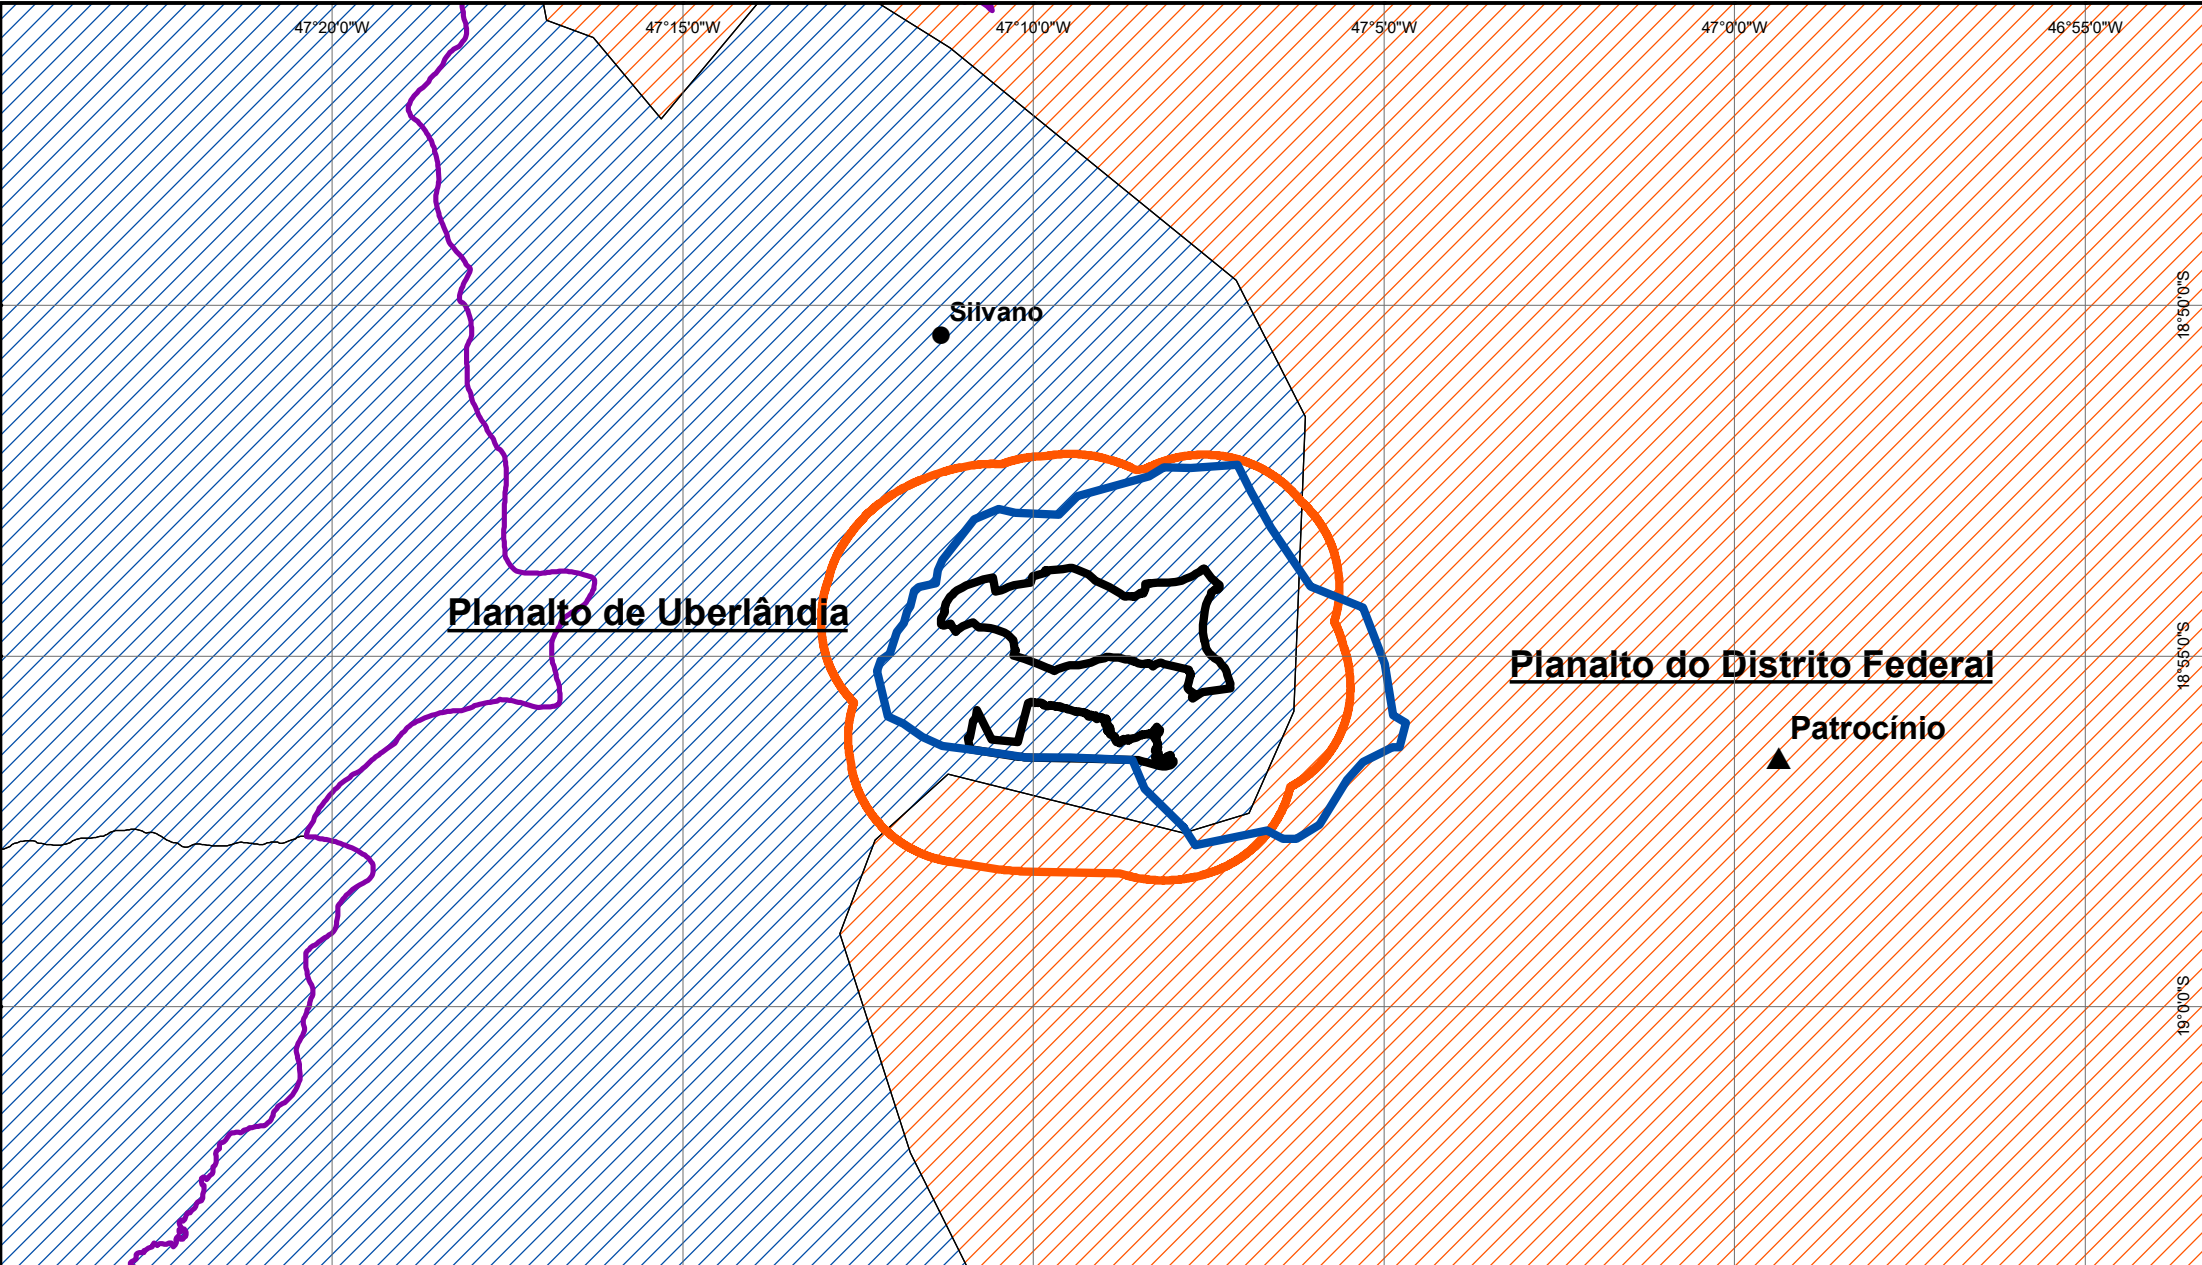 47°20'0"W
47°15'0"W
47°10'0"W
47°5'0"W
47°0'0"W
46°55'0"W
18°50'0"S
Silvano
Planalto de Uberlândia
18°55'0"S
Planalto do Distrito Federal
Patrocínio
19°0'0"S